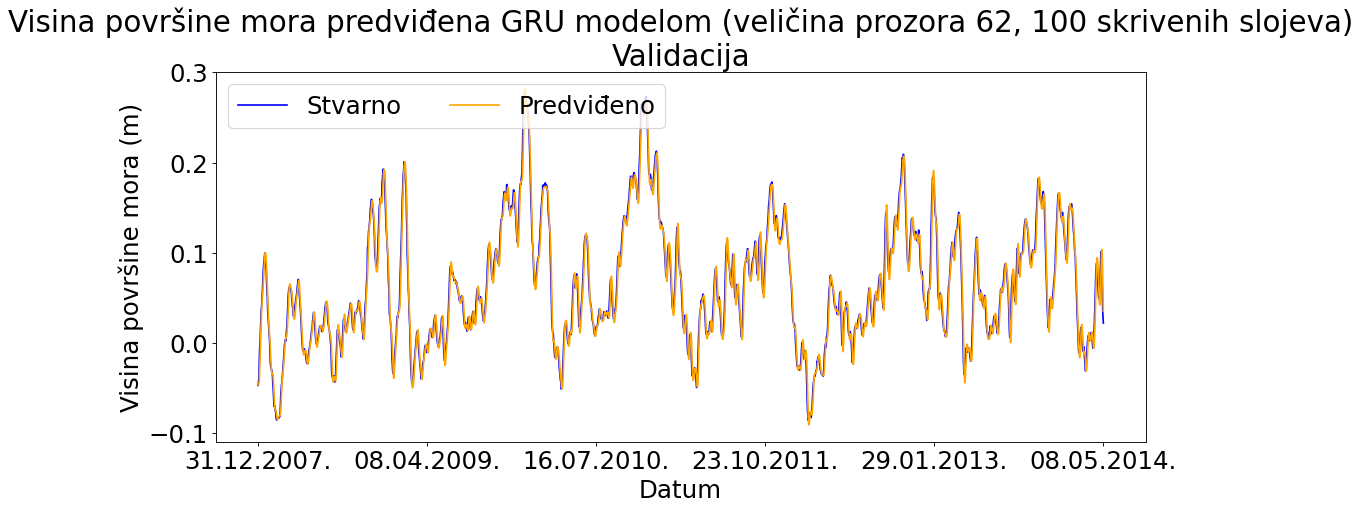 Visina površine mora predviđena GRU modelom (veličina prozora 62, 100 skrivenih slojeva)
Validacija
Stvarno Predviđeno
Visina površine mora (m)
0.3
0.2
0.1
0.0
−0.1
31.12.2007. 08.04.2009. 16.07.2010. 23.10.2011. 29.01.2013. 08.05.2014.
Datum